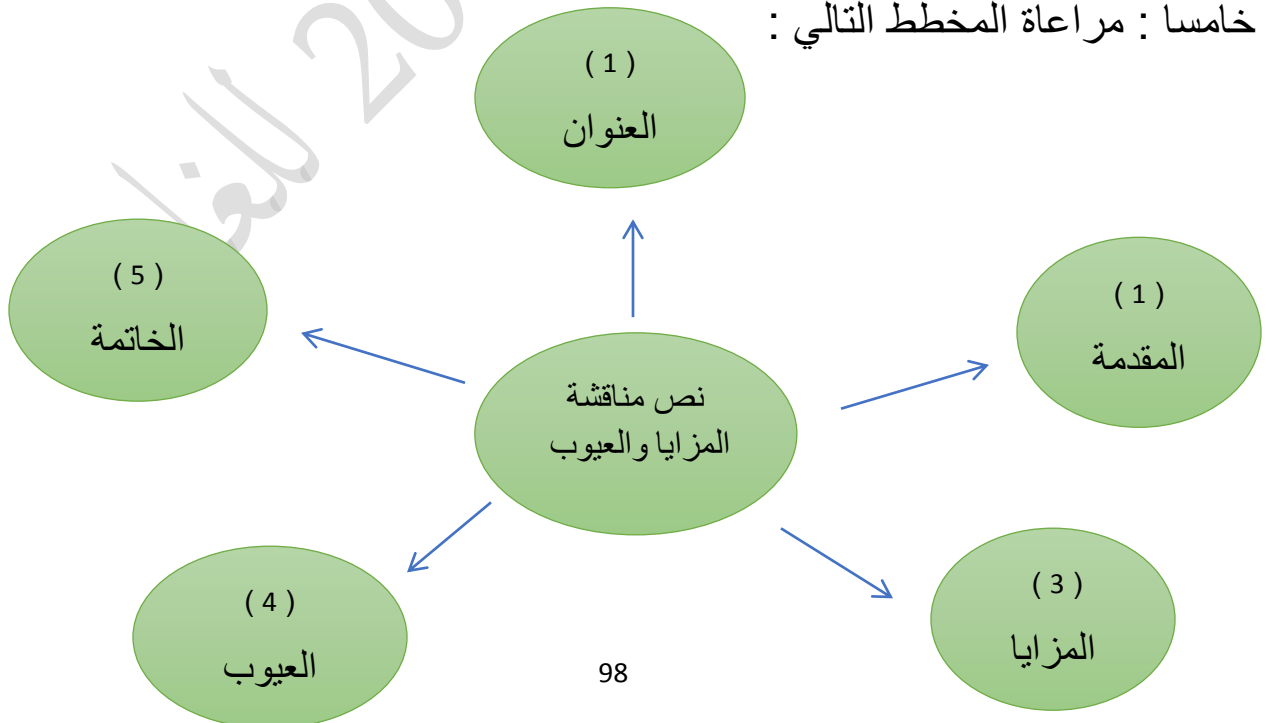 خامسا : مراعاة المخطط التالي :
( 1 )
العنوان
( 1 )
المقدمة
( 3 )
المزايا
( 4 )
العيوب
( 5 )
الخاتمة
نص مناقشة
المزايا والعيوب
98